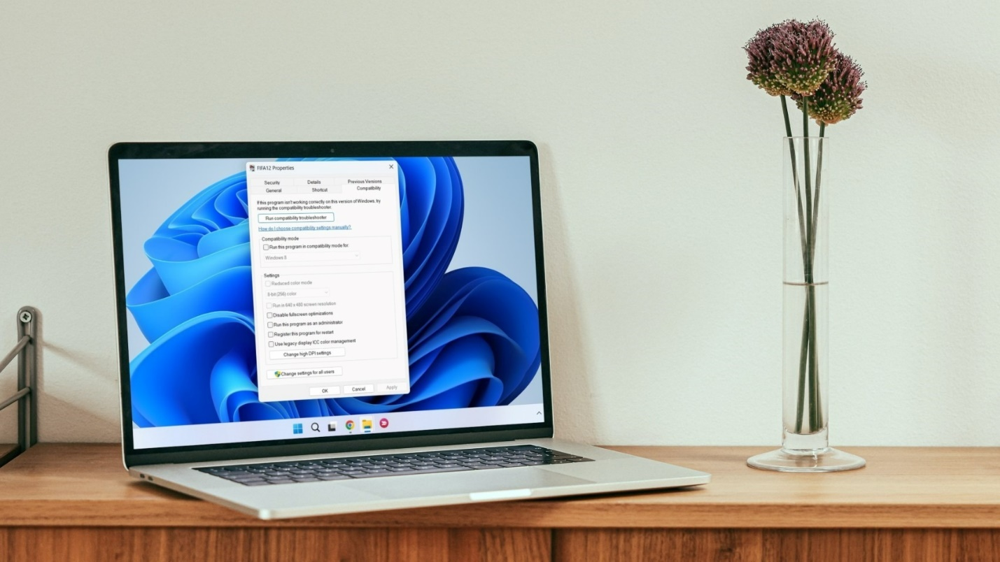 FIFA12 Properties
Security Details Previous Versions
General Shortcut Compatibility
If this program isn't working correctly on this version of Windows, try
running the compatibility troubleshooter.
Run compatibility troubleshooter
How do I choose compatibility settings manually?
Compatibility mode
Run this program in compatibility mode for:
Windows 8
Settings
Reduced color mode
8-bit (256) color
Run in 640 x 480 screen resolution
Disable fullscreen optimizations
Run this program as an administrator
Register this program for restart
Use legacy display ICC color management
Change high DPI settings
Change settings for all users
OK Cancel Apply